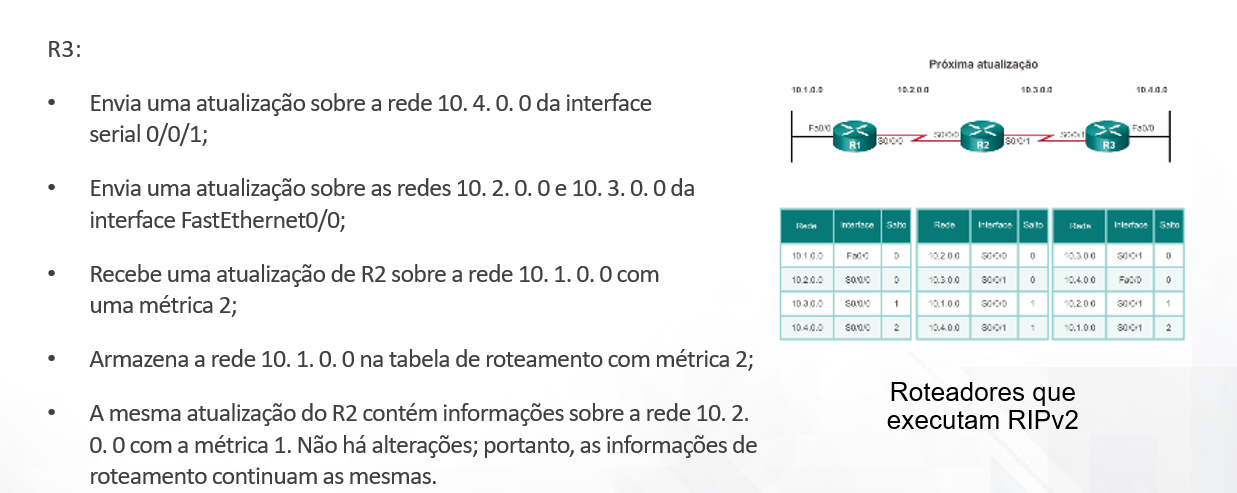 R3:
• Envia uma atualização sobre a rede 10. 4. 0. 0 da interface
serial 0/0/1;
• Envia uma atualização sobre as redes 10. 2. 0. 0 e 10. 3. 0. 0 da
interface FastEthernet0/0;
• Recebe uma atualização de R2 sobre a rede 10. 1. 0. 0 com
uma métrica 2;
• Armazena a rede 10. 1. 0. 0 na tabela de roteamento com métrica 2;
• A mesma atualização do R2 contém informações sobre a rede 10. 2.
0. 0 com a métrica 1. Não há alterações; portanto, as informações de
roteamento continuam as mesmas.
Próxima atualização
10.1.0.0 10.2.0.0 10.3.0.0 10.4.0.0
Fa0/0 R1 S0/0/0 S0/0/0 R2 S0/0/1 S0/0/1 R3 Fa0/0
Rede Interface Salto Rede Interface Salto Rede Interface Salto
10.1.0.0 Fa0/0 0 10.2.0.0 S0/0/0 0 10.3.0.0 S0/0/1 0
10.2.0.0 S0/0/0 0 10.3.0.0 S0/0/1 0 10.4.0.0 Fa0/0 0
10.3.0.0 S0/0/0 1 10.1.0.0 S0/0/0 1 10.2.0.0 S0/0/1 1
10.4.0.0 S0/0/0 2 10.4.0.0 S0/0/1 1 10.1.0.0 S0/0/1 2
Roteadores que
executam RIPv2